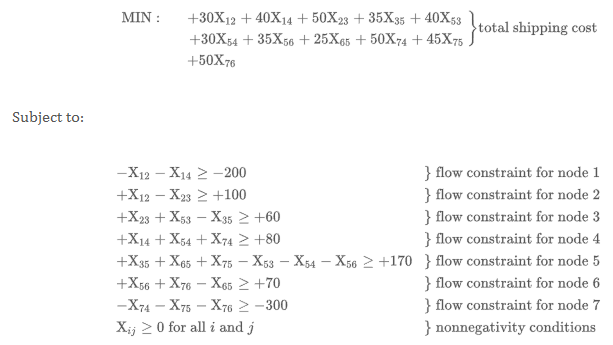 MIN : +30X₁₂ + 40X₁₄ + 50X₂₃ + 35X₃₅ + 40X₅₃
+30X₅₄ + 35X₅₆ + 25X₆₅ + 50X₇₄ + 45X₇₅ } total shipping cost
+50X₇₆
Subject to:
−X₁₂ − X₁₄ ≥ −200 } flow constraint for node 1
+X₁₂ − X₂₃ ≥ +100 } flow constraint for node 2
+X₂₃ + X₅₃ − X₃₅ ≥ +60 } flow constraint for node 3
+X₁₄ + X₅₄ + X₇₄ ≥ +80 } flow constraint for node 4
+X₃₅ + X₆₅ + X₇₅ − X₅₃ − X₅₄ − X₅₆ ≥ +170 } flow constraint for node 5
+X₅₆ + X₇₆ − X₆₅ ≥ +70 } flow constraint for node 6
−X₇₄ − X₇₅ − X₇₆ ≥ −300 } flow constraint for node 7
Xᵢⱼ ≥ 0 for all i and j } nonnegativity conditions